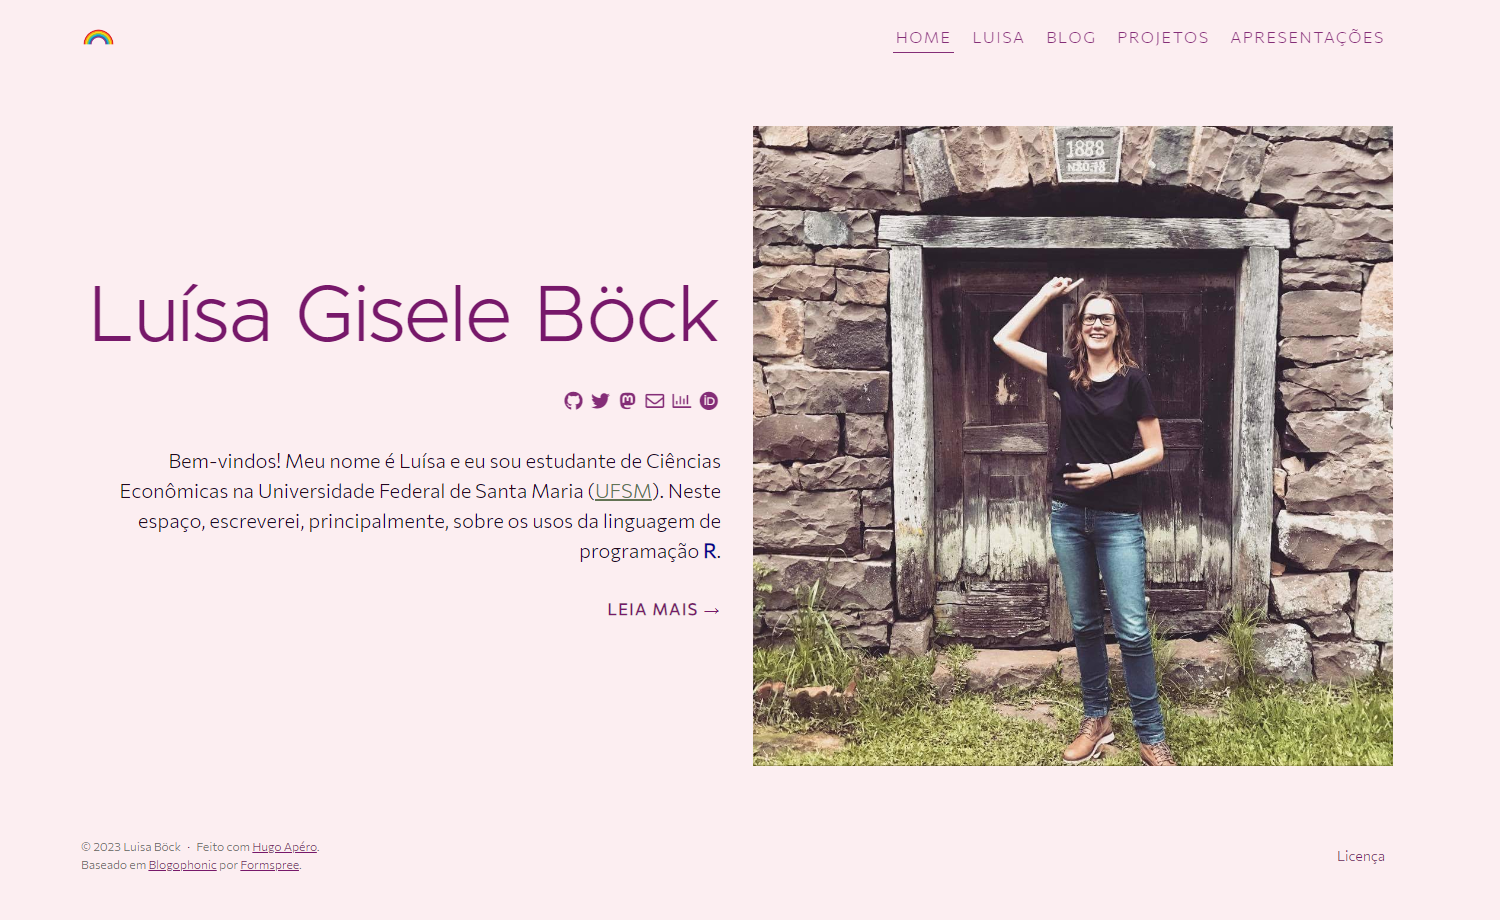 HOME LUISA BLOG PROJETOS APRESENTAÇÕES
1888
N80.18
Luísa Gisele Böck
Bem-vindos! Meu nome é Luísa e eu sou estudante de Ciências
Econômicas na Universidade Federal de Santa Maria (UFSM). Neste
espaço, escreverei, principalmente, sobre os usos da linguagem de
programação R.
LEIA MAIS →
© 2023 Luisa Böck · Feito com Hugo Apéro.
Baseado em Blogophonic por Formspree.
Licença